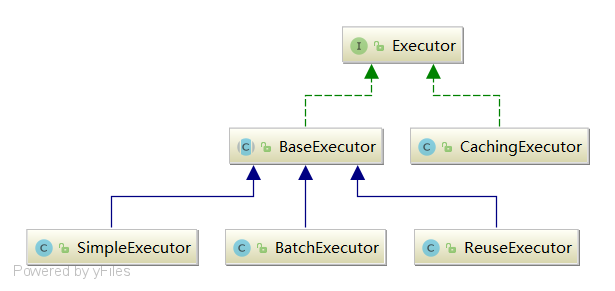 I Executor
C BaseExecutor
C CachingExecutor
C SimpleExecutor
C BatchExecutor
C ReuseExecutor
Powered by yFiles